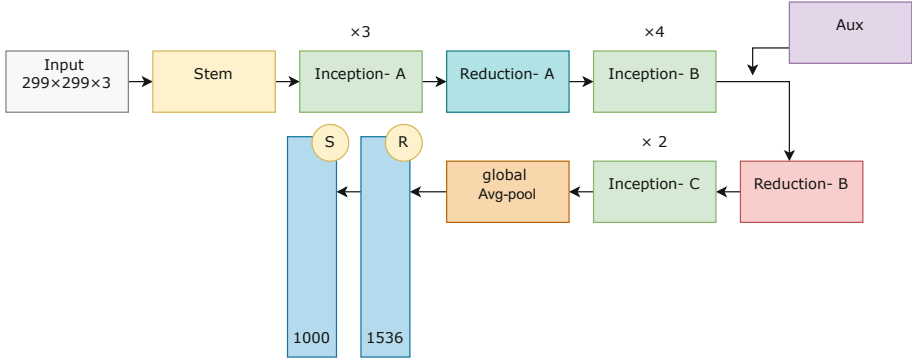 ×3
×4
Aux
Input
299×299×3
Stem
Inception- A
Reduction- A
Inception- B
S
R
× 2
global
Avg-pool
Inception- C
Reduction- B
1000
1536